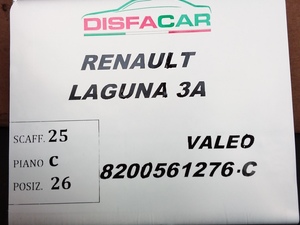 DISFACAR
RENAULT
LAGUNA 3A
SCAFF. 25
PIANO C
POSIZ. 26
VALEO
8200561276-C